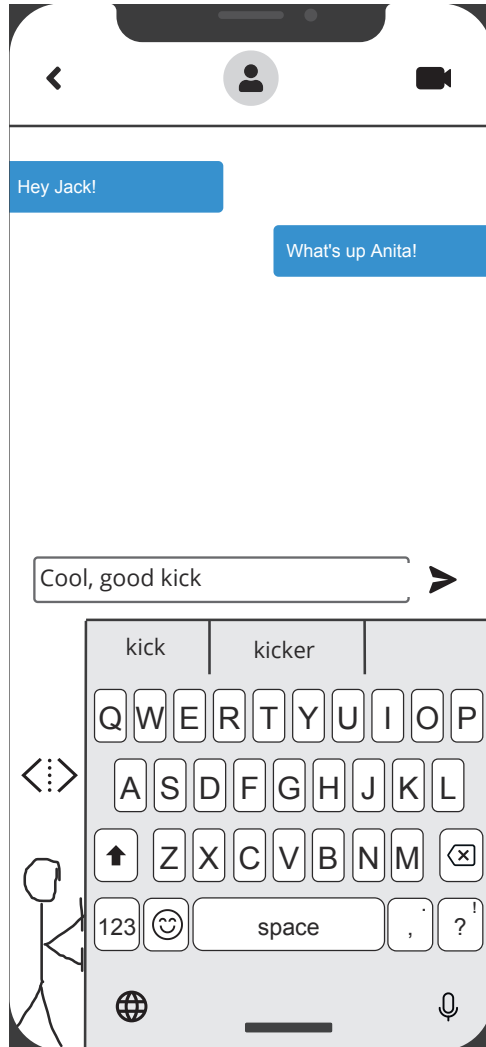 Hey Jack!
What's up Anita!
Cool, good kick
kick kicker
Q W E R T Y U I O P
A S D F G H J K L
Z X C V B N M
123 space , . ? !